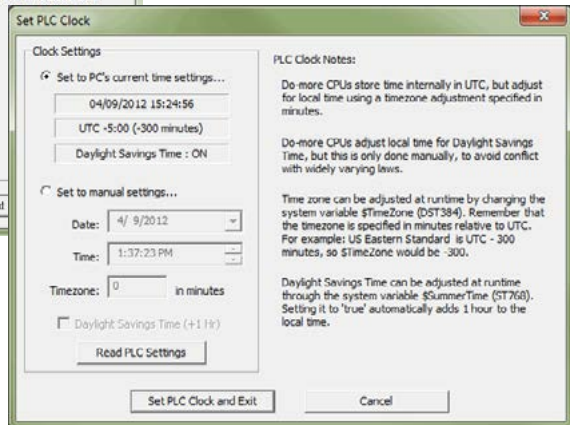 Set PLC Clock
Clock Settings
Set to PC's current time settings...
04/09/2012 15:24:56
UTC -5:00 (-300 minutes)
Daylight Savings Time : ON
Set to manual settings...
Date: 4/ 9/2012
Time: 1:37:23 PM
Timezone: 0 in minutes
Daylight Savings Time (+1 Hr)
Read PLC Settings
PLC Clock Notes:
Do-more CPUs store time internally in UTC, but adjust
for local time using a timezone adjustment specified in
minutes.
Do-more CPUs adjust local time for Daylight Savings
Time, but this is only done manually, to avoid conflict
with widely varying laws.
Time zone can be adjusted at runtime by changing the
system variable $TimeZone (DST384). Remember that
the timezone is specified in minutes relative to UTC.
For example: US Eastern Standard is UTC - 300
minutes, so $TimeZone would be -300.
Daylight Savings Time can be adjusted at runtime
through the system variable $SummerTime (ST768).
Setting it to 'true' automatically adds 1 hour to the
local time.
Set PLC Clock and Exit
Cancel